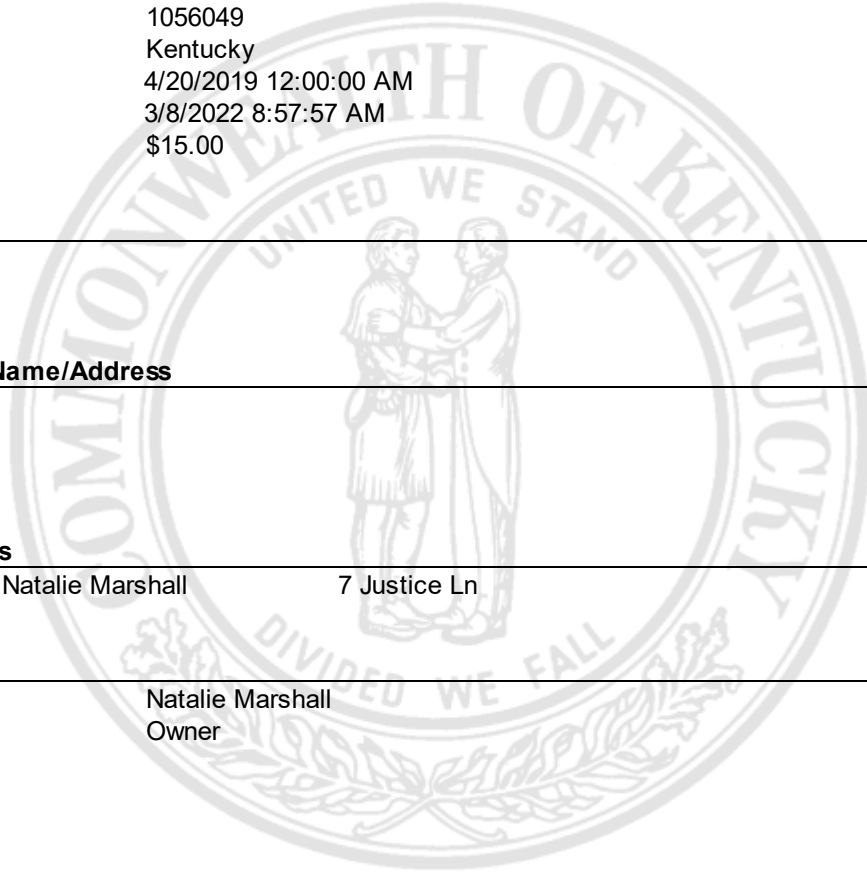 1056049
Kentucky
4/20/2019 12:00:00 AM
3/8/2022 8:57:57 AM
$15.00
COMMONWEALTH OF KENTUCKY
UNITED WE STAND
Name/Address
s
Natalie Marshall 7 Justice Ln
DIVIDED WE FALL
Natalie Marshall
Owner